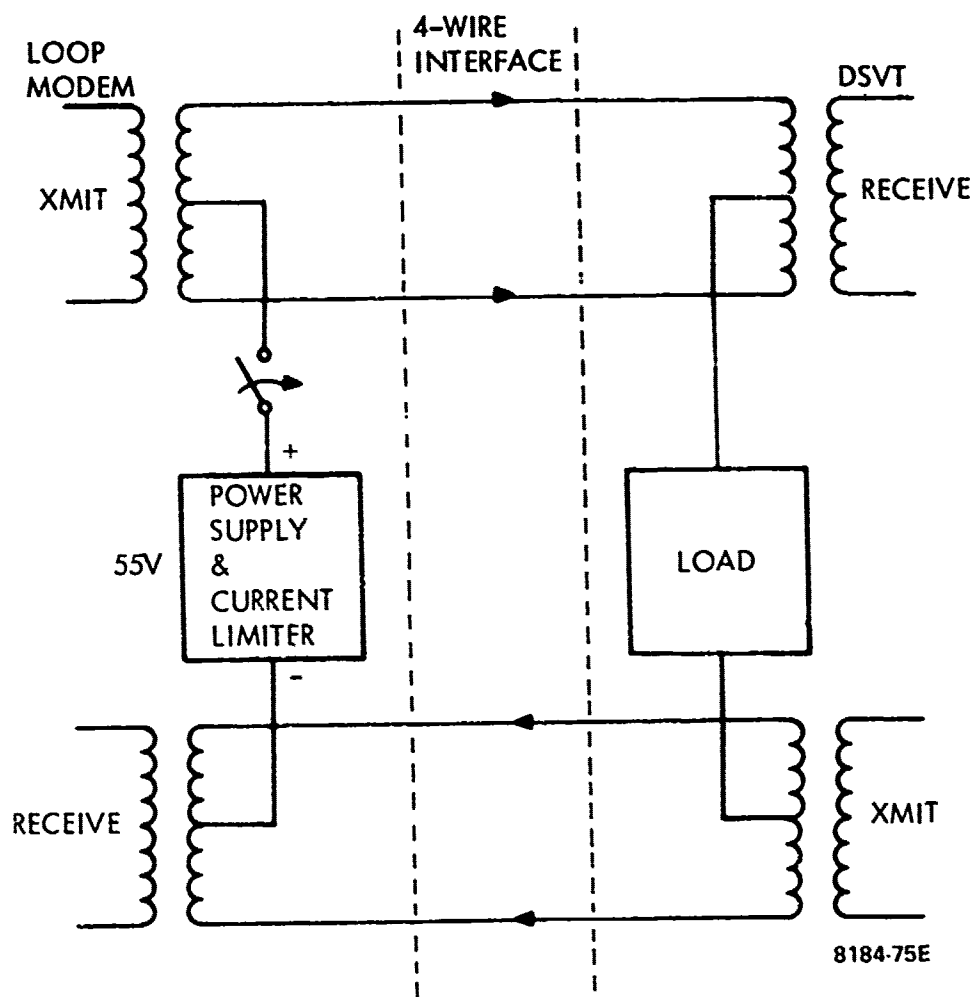 4-WIRE
INTERFACE
LOOP
MODEM
DSVT
XMIT
RECEIVE
+
55V
POWER
SUPPLY
&
CURRENT
LIMITER
LOAD
-
RECEIVE
XMIT
8184-75E